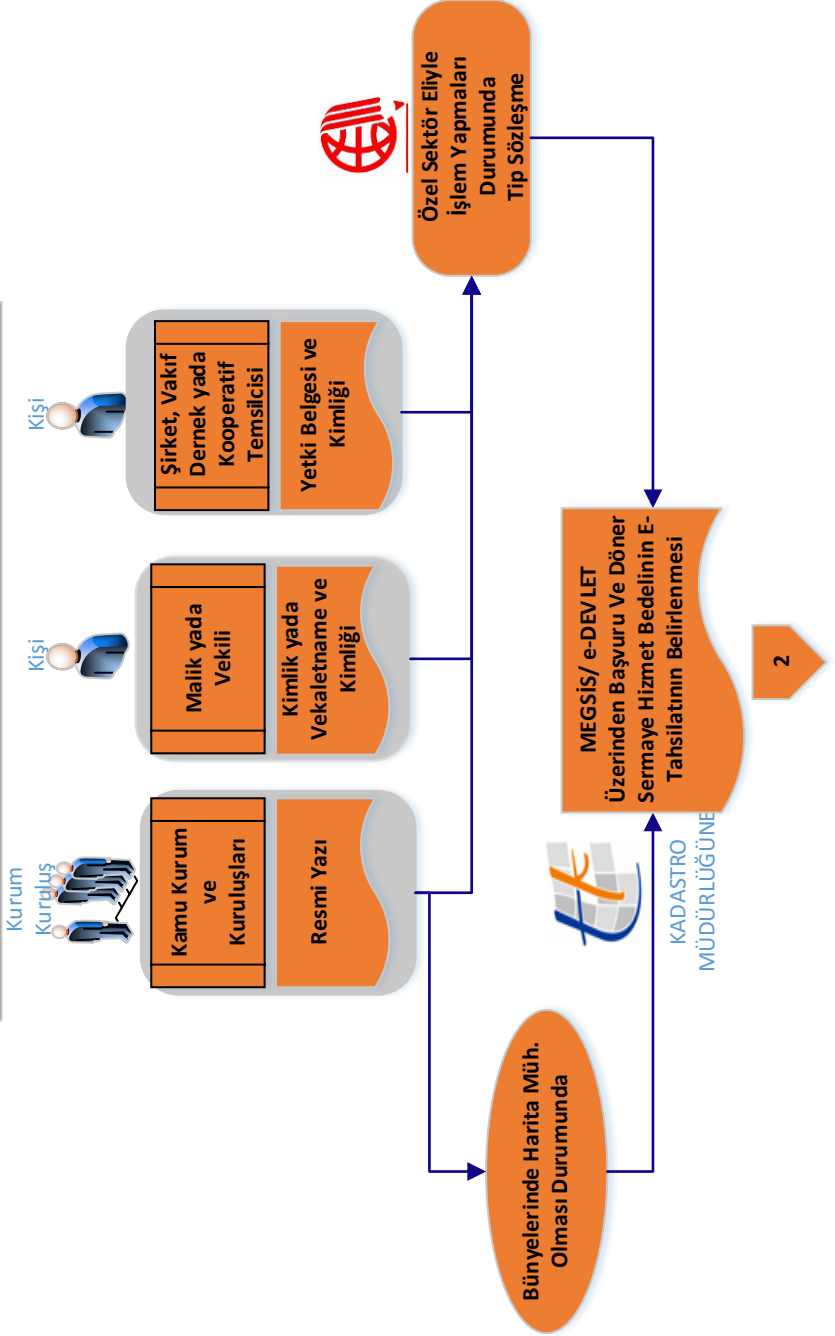 Kurum
Kuruluş
Kamu Kurum
ve
Kuruluşları
Resmi Yazı
Kişi
Malik yada
Vekili
Kimlik yada
Vekaletname ve
Kimliği
Kişi
Şirket, Vakıf
Dernek yada
Kooperatif
Temsilcisi
Yetki Belgesi ve
Kimliği
Özel Sektör Eliyle
İşlem Yapmaları
Durumunda
Tip Sözleşme
Bünyelerinde Harita Müh.
Olması Durumunda
KADASTRO
MÜDÜRLÜĞÜNE
MEGSİS/ e-DEVLET
Üzerinden Başvuru Ve Döner
Sermaye Hizmet Bedelinin E-
Tahsilatının Belirlenmesi
2